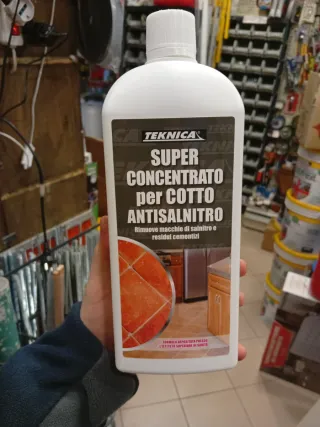 TEKNICA
SUPER
CONCENTRATO
per COTTO
ANTISALNITRO
Rimuove macchie di salnitro e
residui cementizi